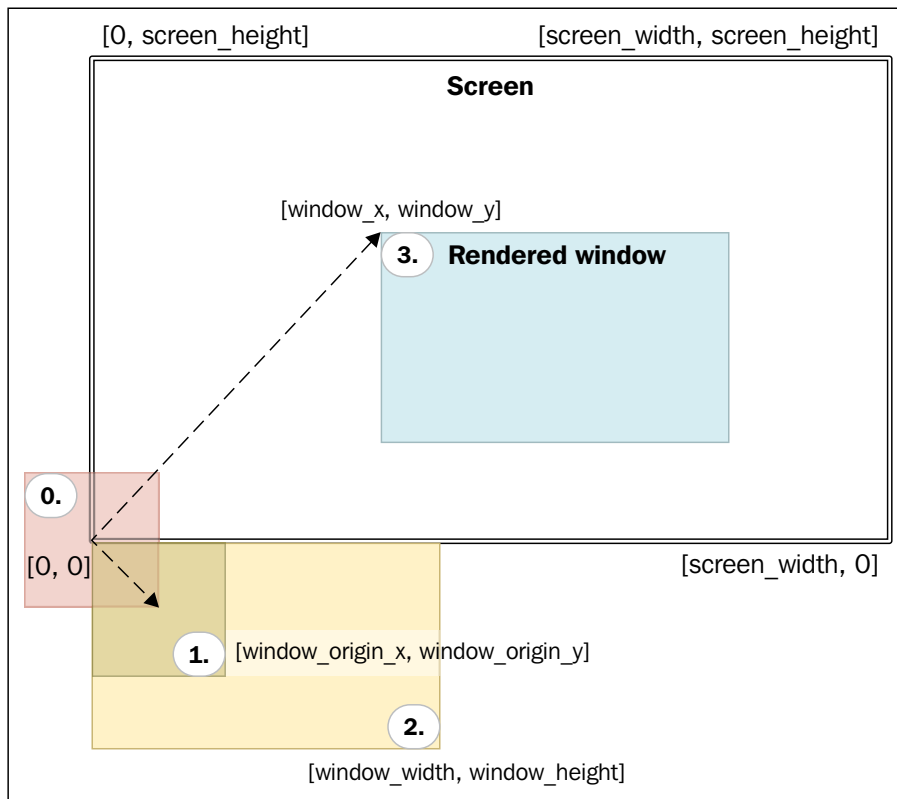 [0, screen_height]
[screen_width, screen_height]
Screen
[window_x, window_y]
3.
Rendered window
0.
[0, 0]
[screen_width, 0]
1.
[window_origin_x, window_origin_y]
2.
[window_width, window_height]